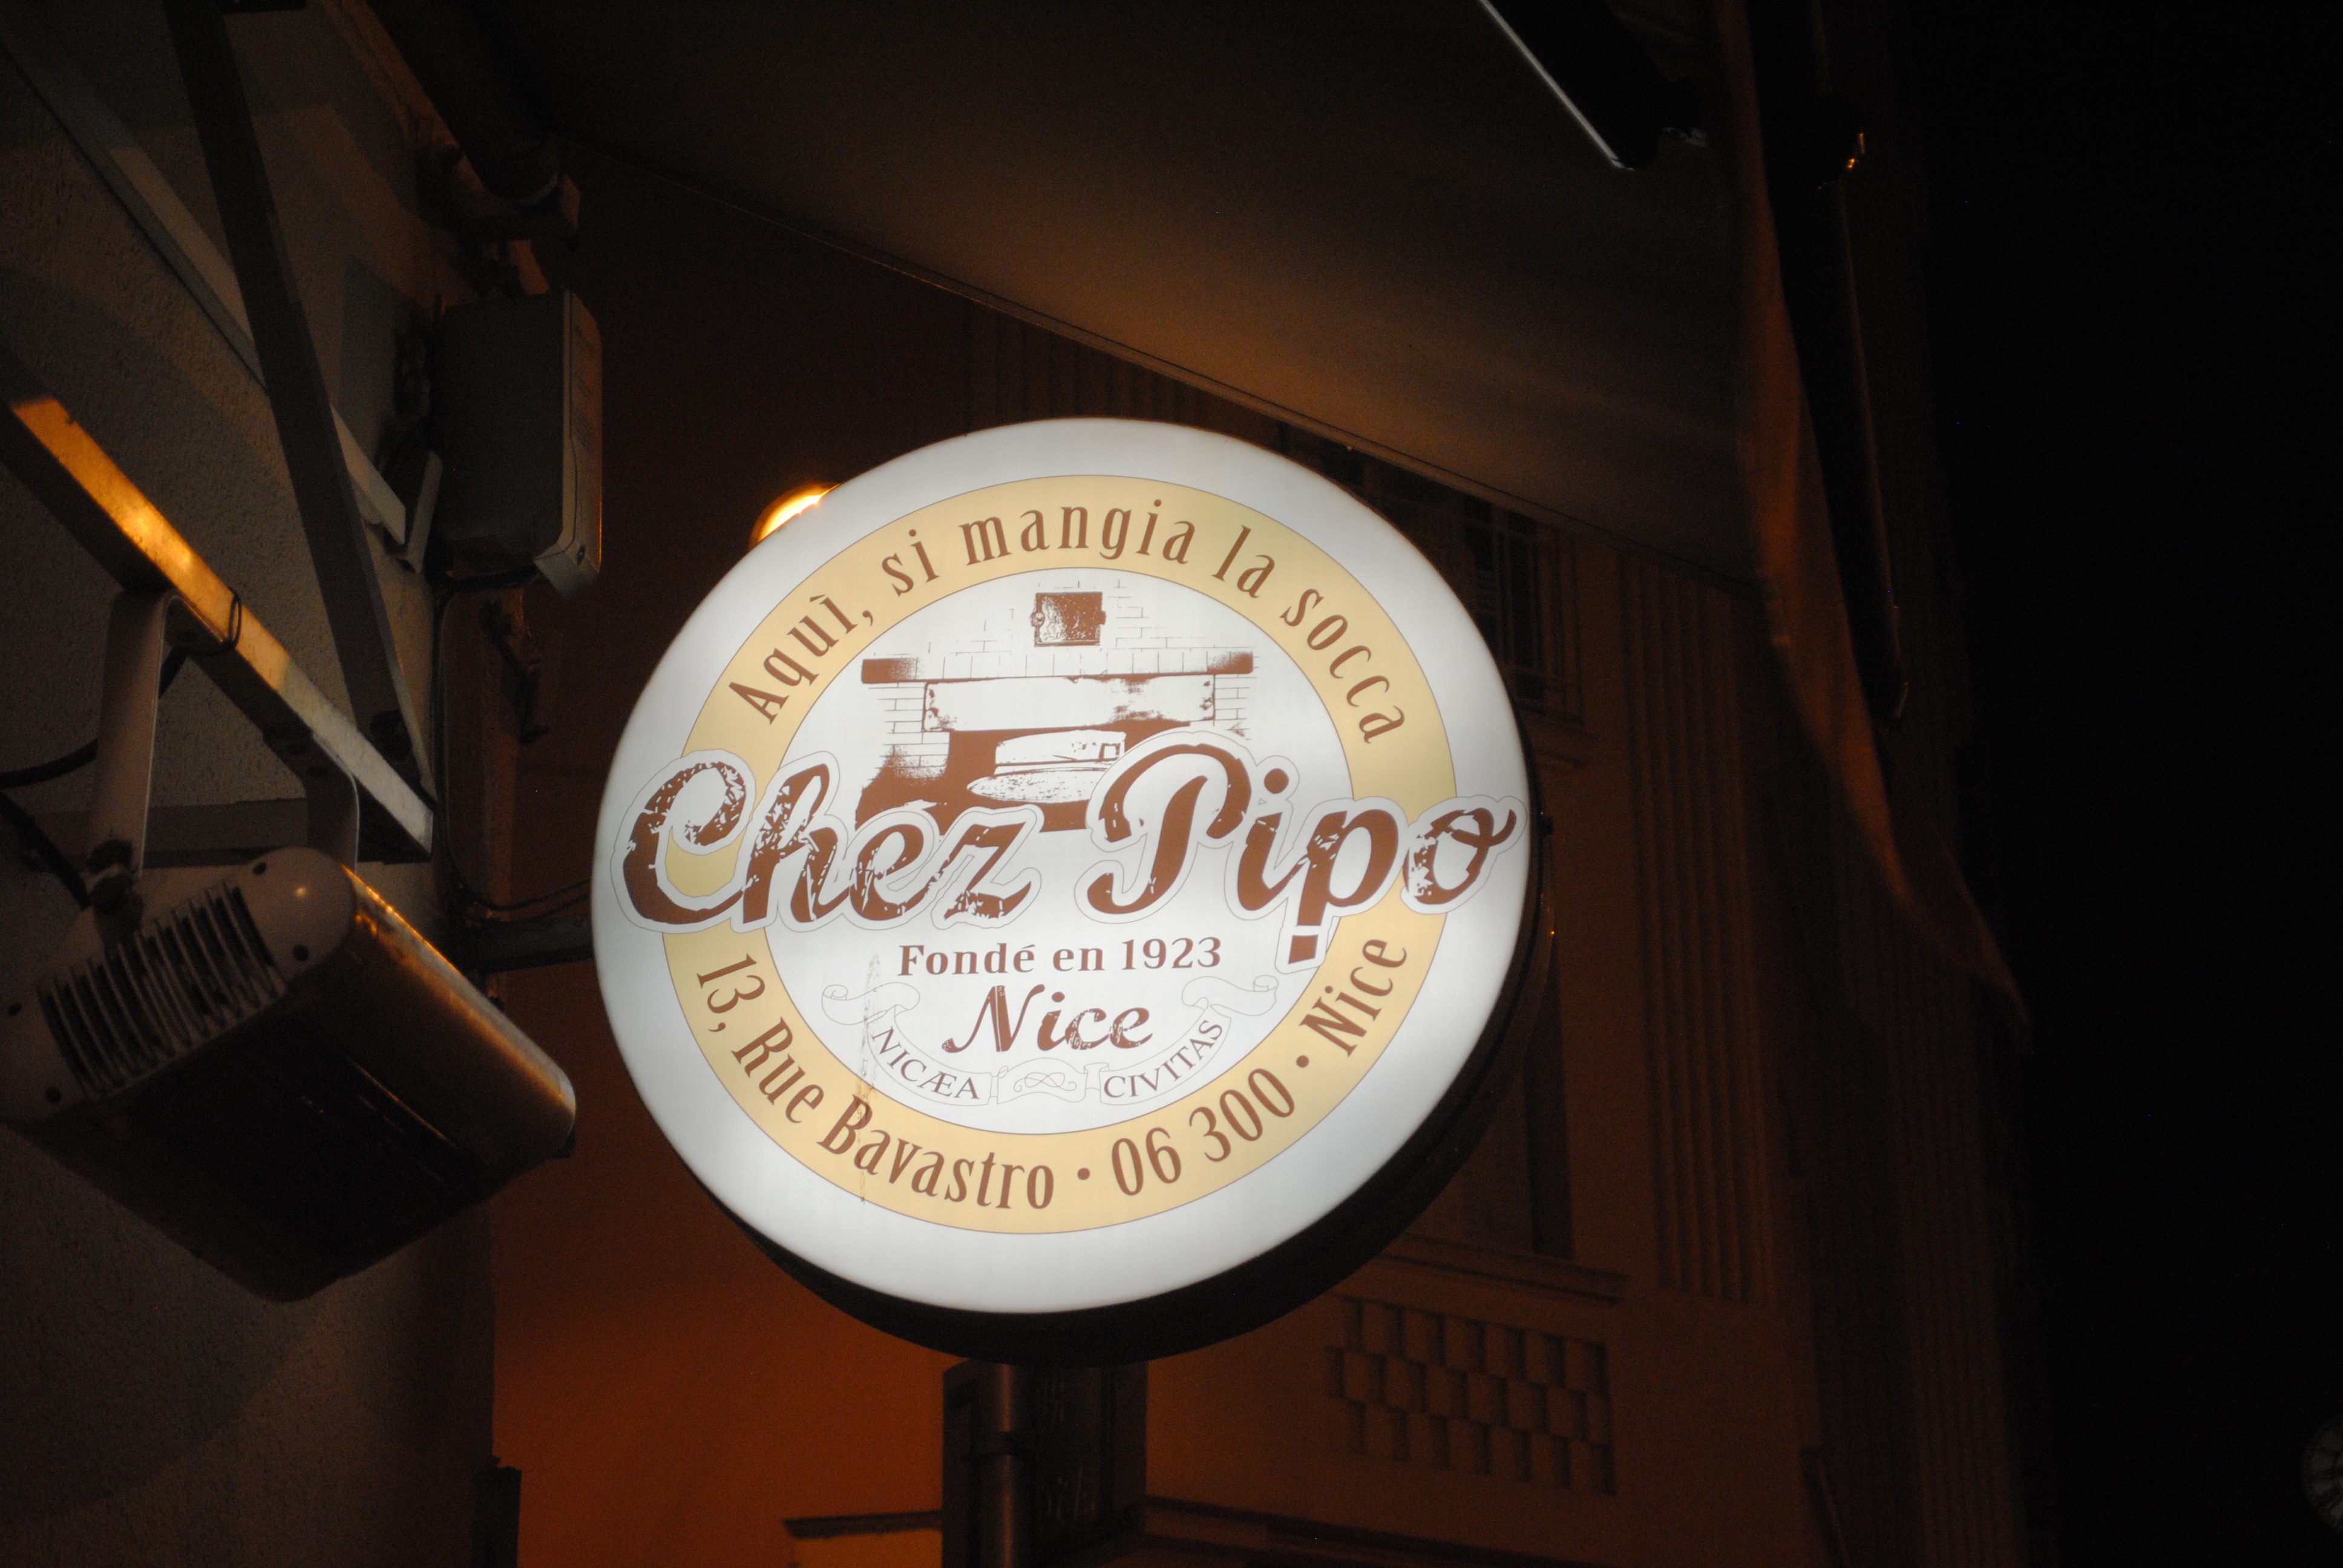 Aquì, si mangia la socca
Chez Pipo
Fondé en 1923
Nice
NICÆA CIVITAS
13, Rue Bavastro • 06 300 • Nice